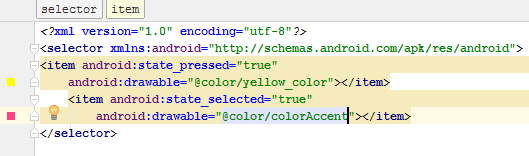 selector item
<?xml version="1.0" encoding="utf-8"?>
<selector xmlns:android="http://schemas.android.com/apk/res/android">
<item android:state_pressed="true"
android:drawable="@color/yellow_color"></item>
<item android:state_selected="true"
android:drawable="@color/colorAccent"></item>
</selector>